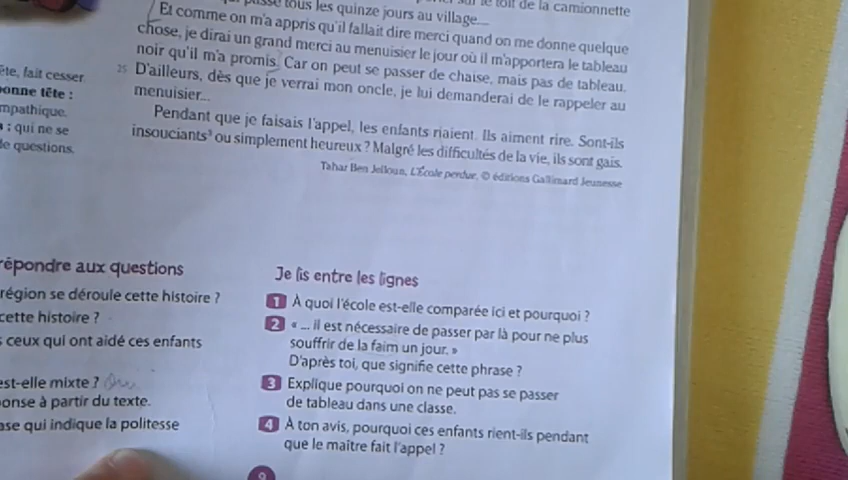 le toit de la camionnette
passe tous les quinze jours au village...
Et comme on m'a appris qu'il fallait dire merci quand on me donne quelque
chose, je dirai un grand merci au menuisier le jour où il m'apportera le tableau
noir qu'il m'a promis. Car on peut se passer de chaise, mais pas de tableau.
25 D'ailleurs, dès que je verrai mon oncle, je lui demanderai de le rappeler au
menuisier...
Pendant que je faisais l'appel, les enfants riaient. Ils aiment rire. Sont-ils
insouciants³ ou simplement heureux ? Malgré les difficultés de la vie, ils sont gais.
Tahar Ben Jelloun, L'École perdue, © éditions Gallimard Jeunesse
ête, fait cesser
onne tête :
mpathique.
: qui ne se
de questions.
répondre aux questions
région se déroule cette histoire ?
cette histoire ?
ceux qui ont aidé ces enfants
est-elle mixte ?
onse à partir du texte.
ase qui indique la politesse
Je lis entre les lignes
1 À quoi l'école est-elle comparée ici et pourquoi ?
2 « ... il est nécessaire de passer par là pour ne plus
souffrir de la faim un jour. »
D'après toi, que signifie cette phrase ?
3 Explique pourquoi on ne peut pas se passer
de tableau dans une classe.
4 À ton avis, pourquoi ces enfants rient-ils pendant
que le maître fait l'appel ?
9